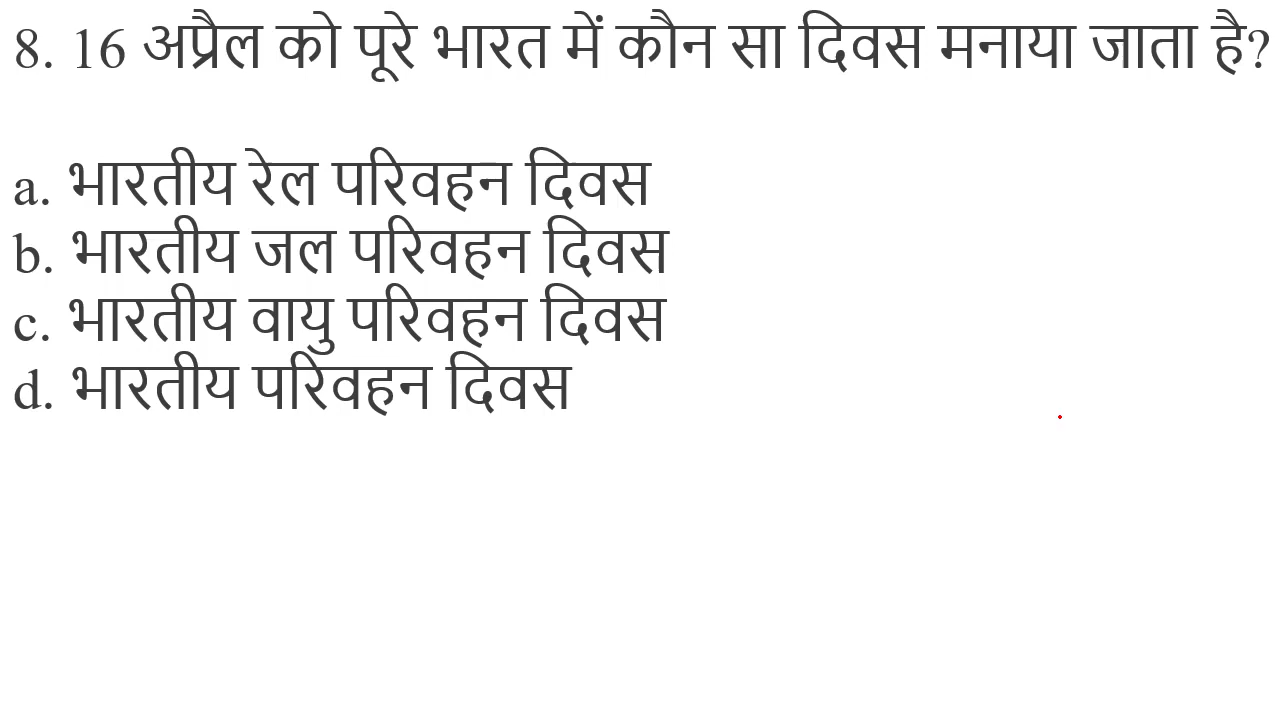 8. 16 अप्रैल को पूरे भारत में कौन सा दिवस मनाया जाता है?
a. भारतीय रेल परिवहन दिवस
b. भारतीय जल परिवहन दिवस
c. भारतीय वायु परिवहन दिवस
d. भारतीय परिवहन दिवस